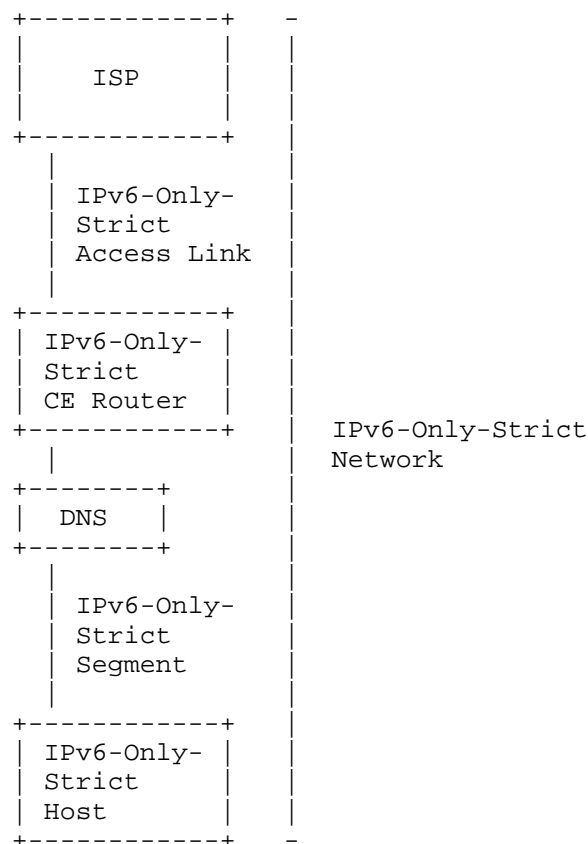 ISP
IPv6-Only-
Strict
Access Link
IPv6-Only-
Strict
CE Router
IPv6-Only-Strict
Network
DNS
IPv6-Only-
Strict
Segment
IPv6-Only-
Strict
Host